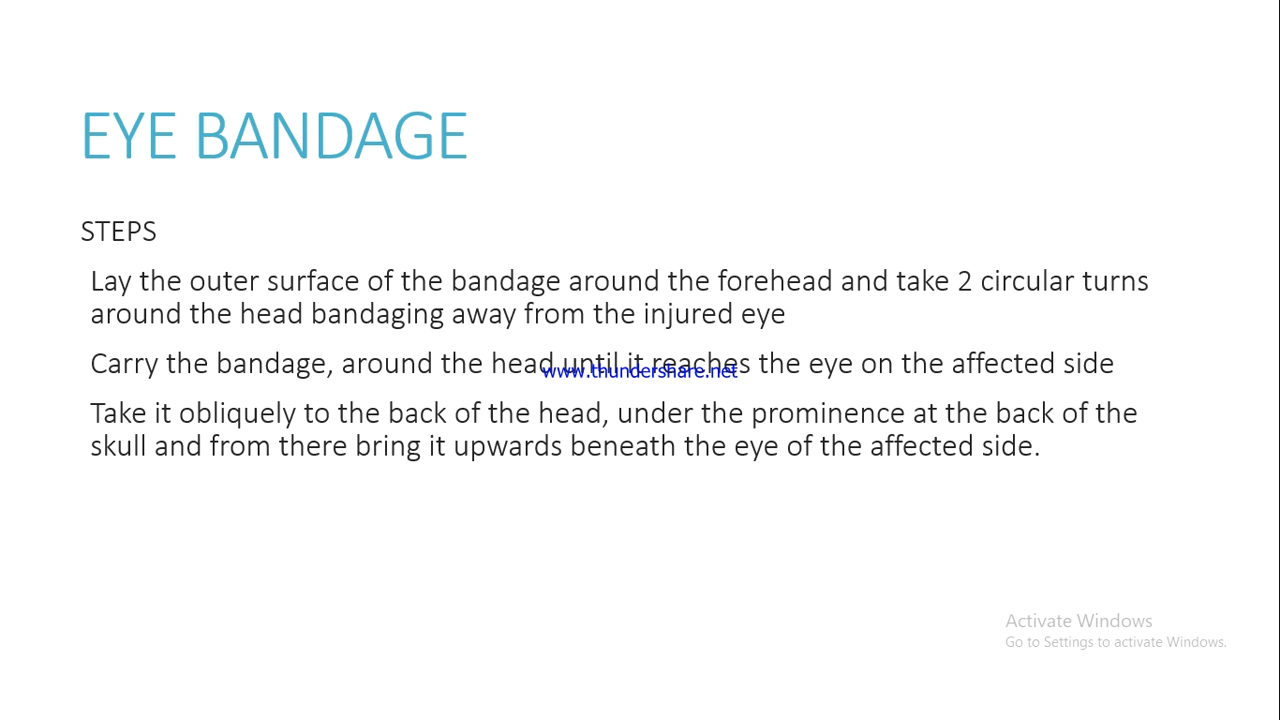 EYE BANDAGE
STEPS
Lay the outer surface of the bandage around the forehead and take 2 circular turns
around the head bandaging away from the injured eye
Carry the bandage, around the head until it reaches the eye on the affected side
www.thundershare.net
Take it obliquely to the back of the head, under the prominence at the back of the
skull and from there bring it upwards beneath the eye of the affected side.
Activate Windows
Go to Settings to activate Windows.